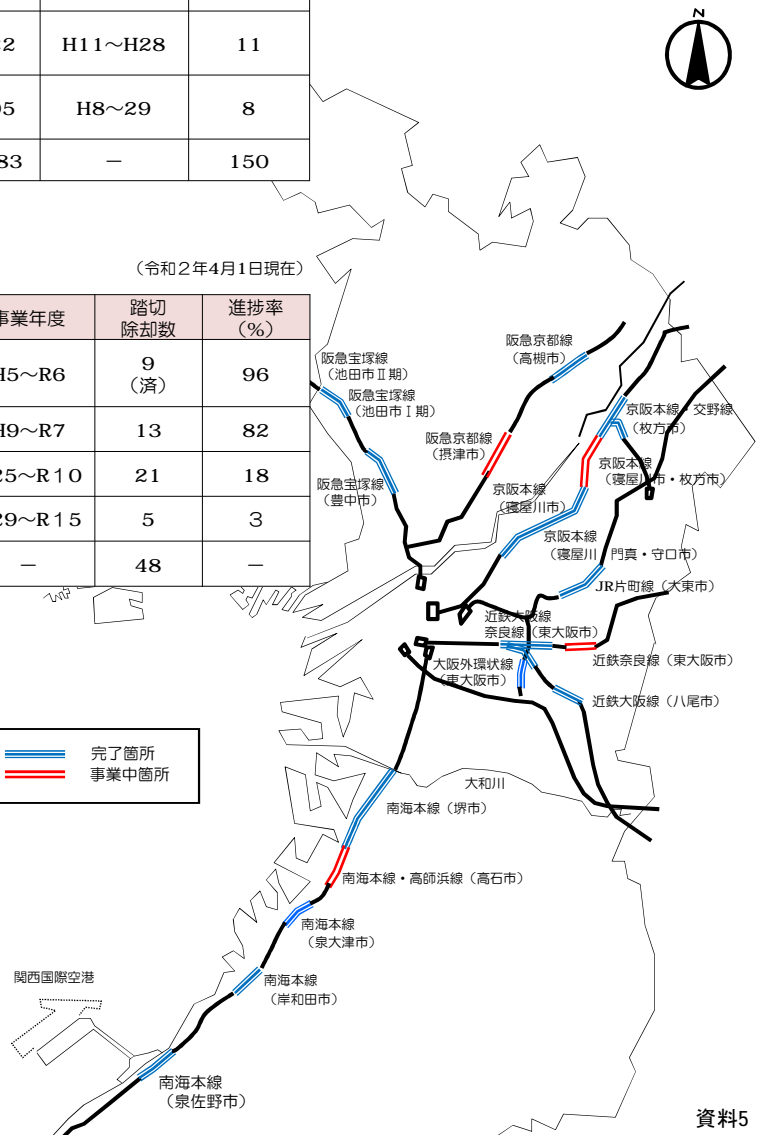 N
2 H11～H28 11
95 H8～29 8
83 － 150
（令和２年4月1日現在）
事業年度 踏切除却数 進捗率（%）
H5～R6 9（済） 96
H9～R7 13 82
25～R１0 21 18
29～R１５ 5 ３
－ 48 －
完了箇所
事業中箇所
阪急京都線
（高槻市）
阪急宝塚線
（池田市Ⅱ期）
阪急宝塚線
（池田市Ⅰ期）
京阪本線・交野線
（枚方市）
阪急京都線
（摂津市）
京阪本線
（寝屋川市・枚方市）
阪急宝塚線
（豊中市）
京阪本線
（寝屋川市）
京阪本線
（寝屋川 門真・守口市）
JR片町線（大東市）
近鉄大阪線
奈良線（東大阪市）
大阪外環状線
（東大阪市）
近鉄奈良線（東大阪市）
近鉄大阪線（八尾市）
大和川
南海本線（堺市）
南海本線・高師浜線（高石市）
南海本線
（泉大津市）
関西国際空港
南海本線
（岸和田市）
南海本線
（泉佐野市）
資料5